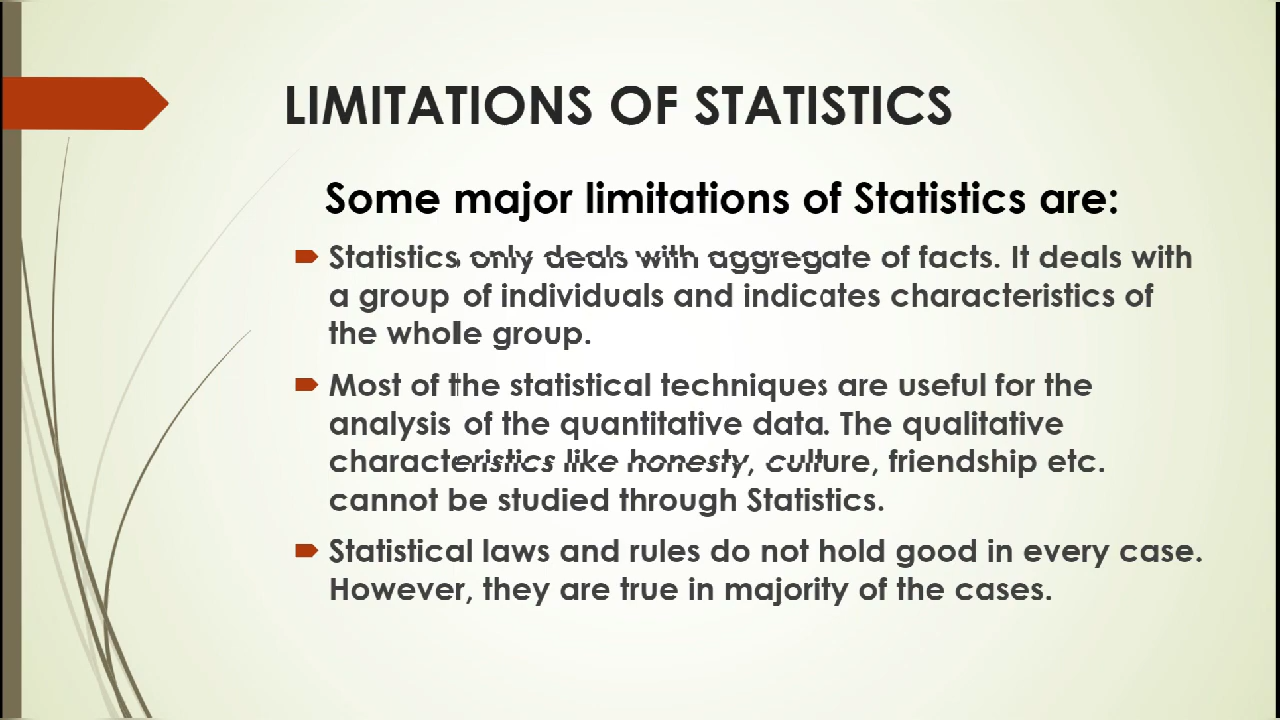 LIMITATIONS OF STATISTICS
Some major limitations of Statistics are:
Statistics only deals with aggregate of facts. It deals with
a group of individuals and indicates characteristics of
the whole group.
Most of the statistical techniques are useful for the
analysis of the quantitative data. The qualitative
characteristics like honesty, culture, friendship etc.
cannot be studied through Statistics.
Statistical laws and rules do not hold good in every case.
However, they are true in majority of the cases.